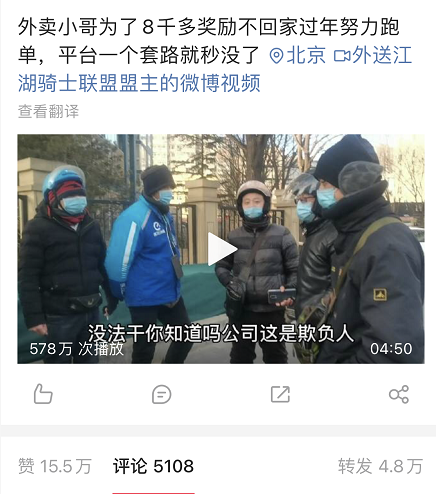 外卖小哥为了8千多奖励不回家过年努力跑
单，平台一个套路就秒没了 北京 外送江
湖骑士联盟盟主的微博视频
查看翻译
没法干你知道吗公司这是欺负人
578万 次播放 04:50
赞 15.5万 评论 5108 转发 4.8万